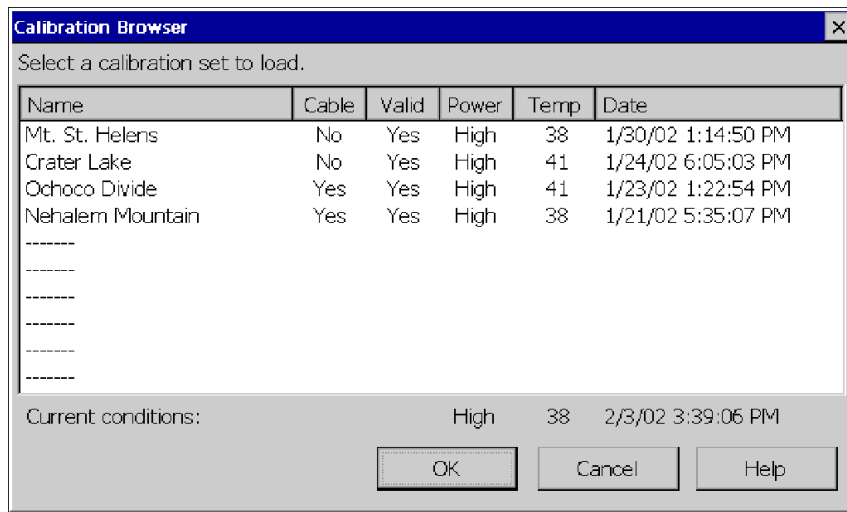 Calibration Browser
Select a calibration set to load.
Name Cable Valid Power Temp Date
Mt. St. Helens No Yes High 38 1/30/02 1:14:50 PM
Crater Lake No Yes High 41 1/24/02 6:05:03 PM
Ochoco Divide Yes Yes High 41 1/23/02 1:22:54 PM
Nehalem Mountain Yes Yes High 38 1/21/02 5:35:07 PM
-------
-------
-------
-------
-------
-------
Current conditions: High 38 2/3/02 3:39:06 PM
OK Cancel Help